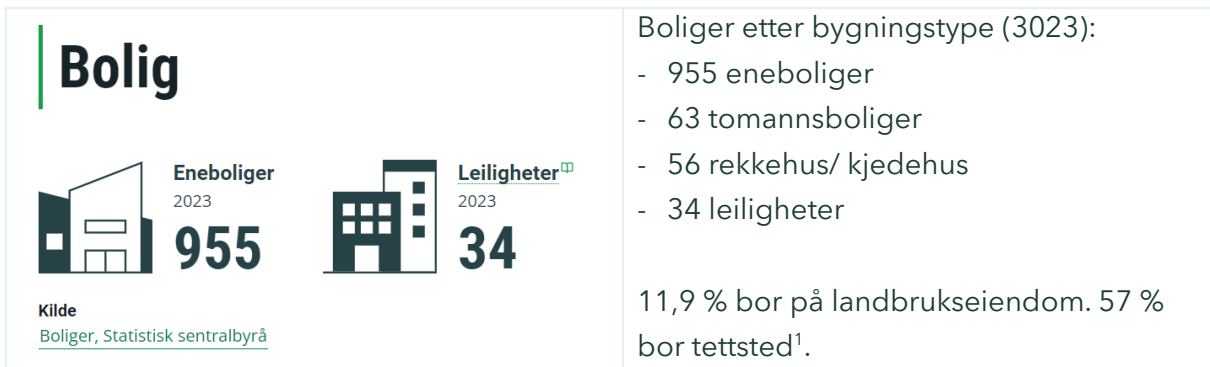 Bolig
Eneboliger
2023
955
Leiligheter
2023
34
Kilde
Boliger, Statistisk sentralbyrå
Boliger etter bygningstype (3023):
- 955 eneboliger
- 63 tomannsboliger
- 56 rekkehus/ kjedehus
- 34 leiligheter
11,9 % bor på landbrukseiendom. 57 %
bor tettsted¹.